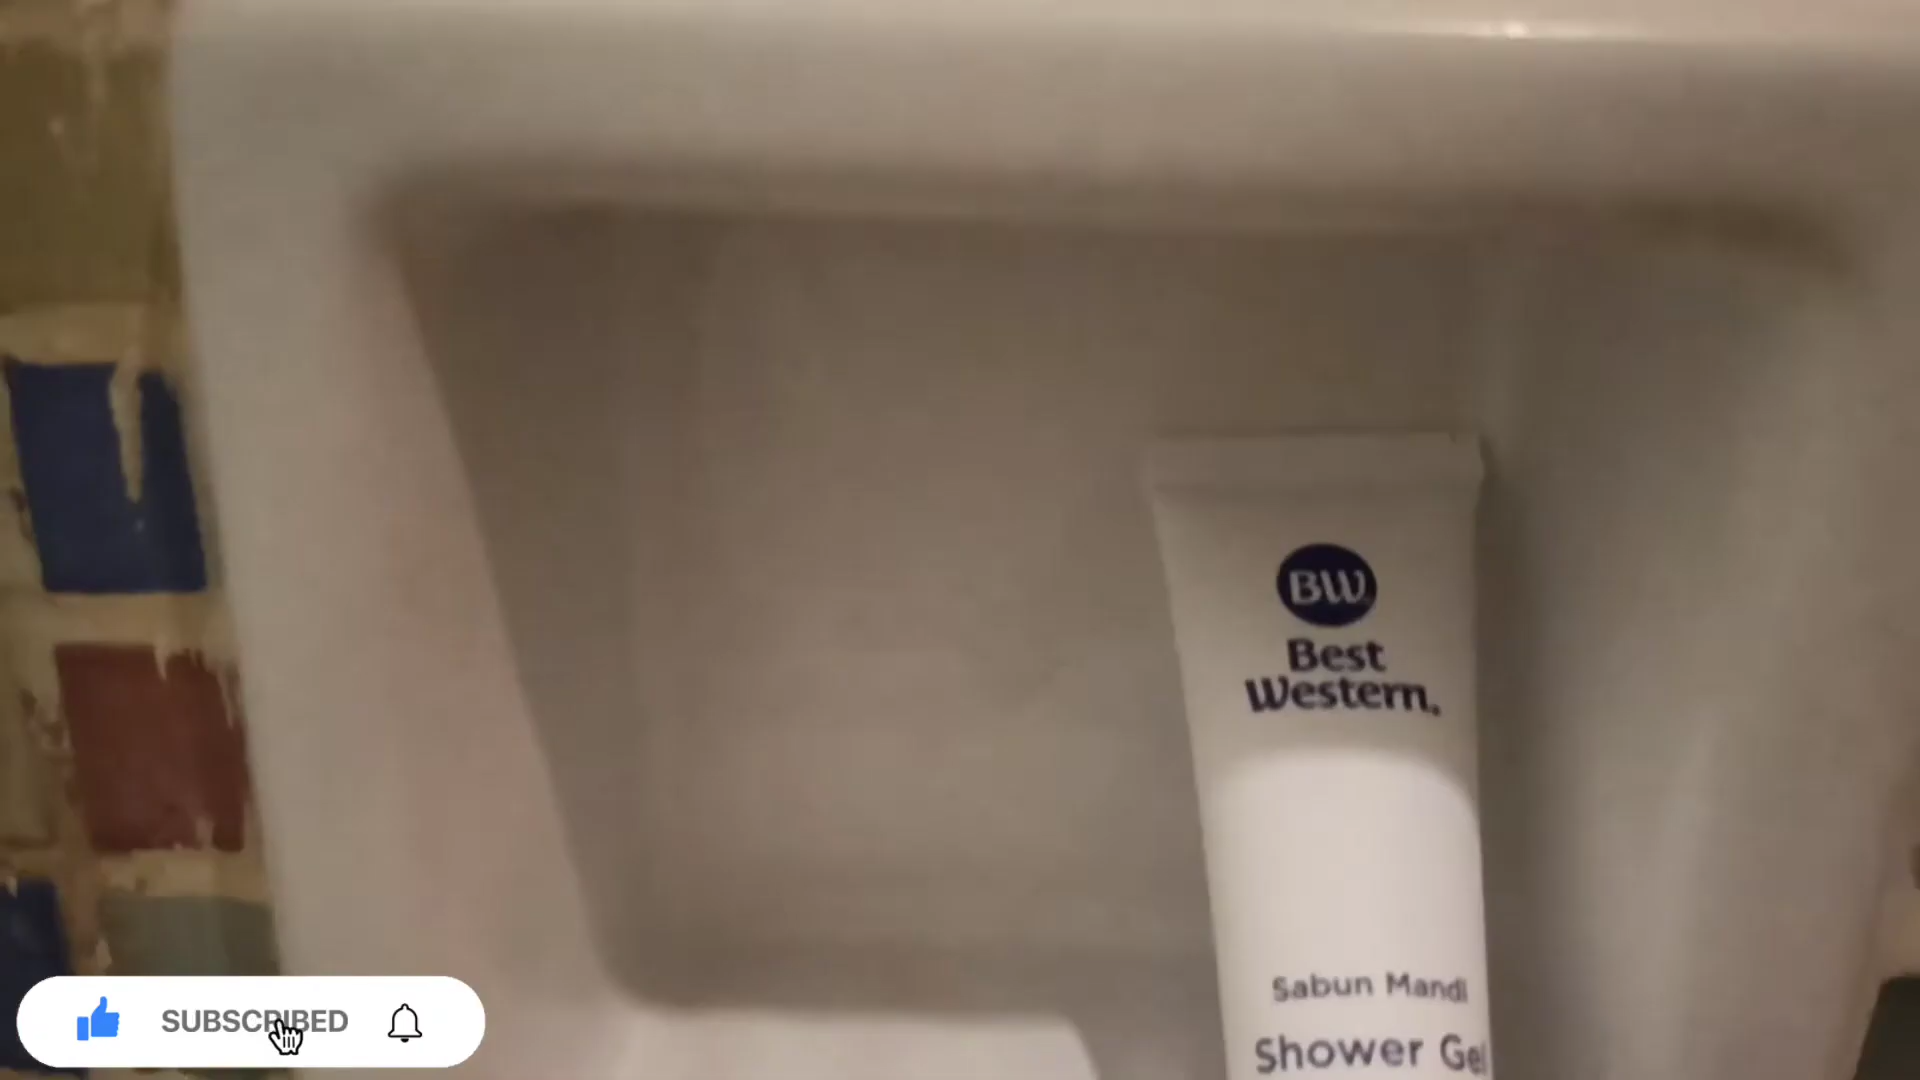 BW
Best
Western.
Sabun Mandi
Shower Gel
SUBSCRIBED